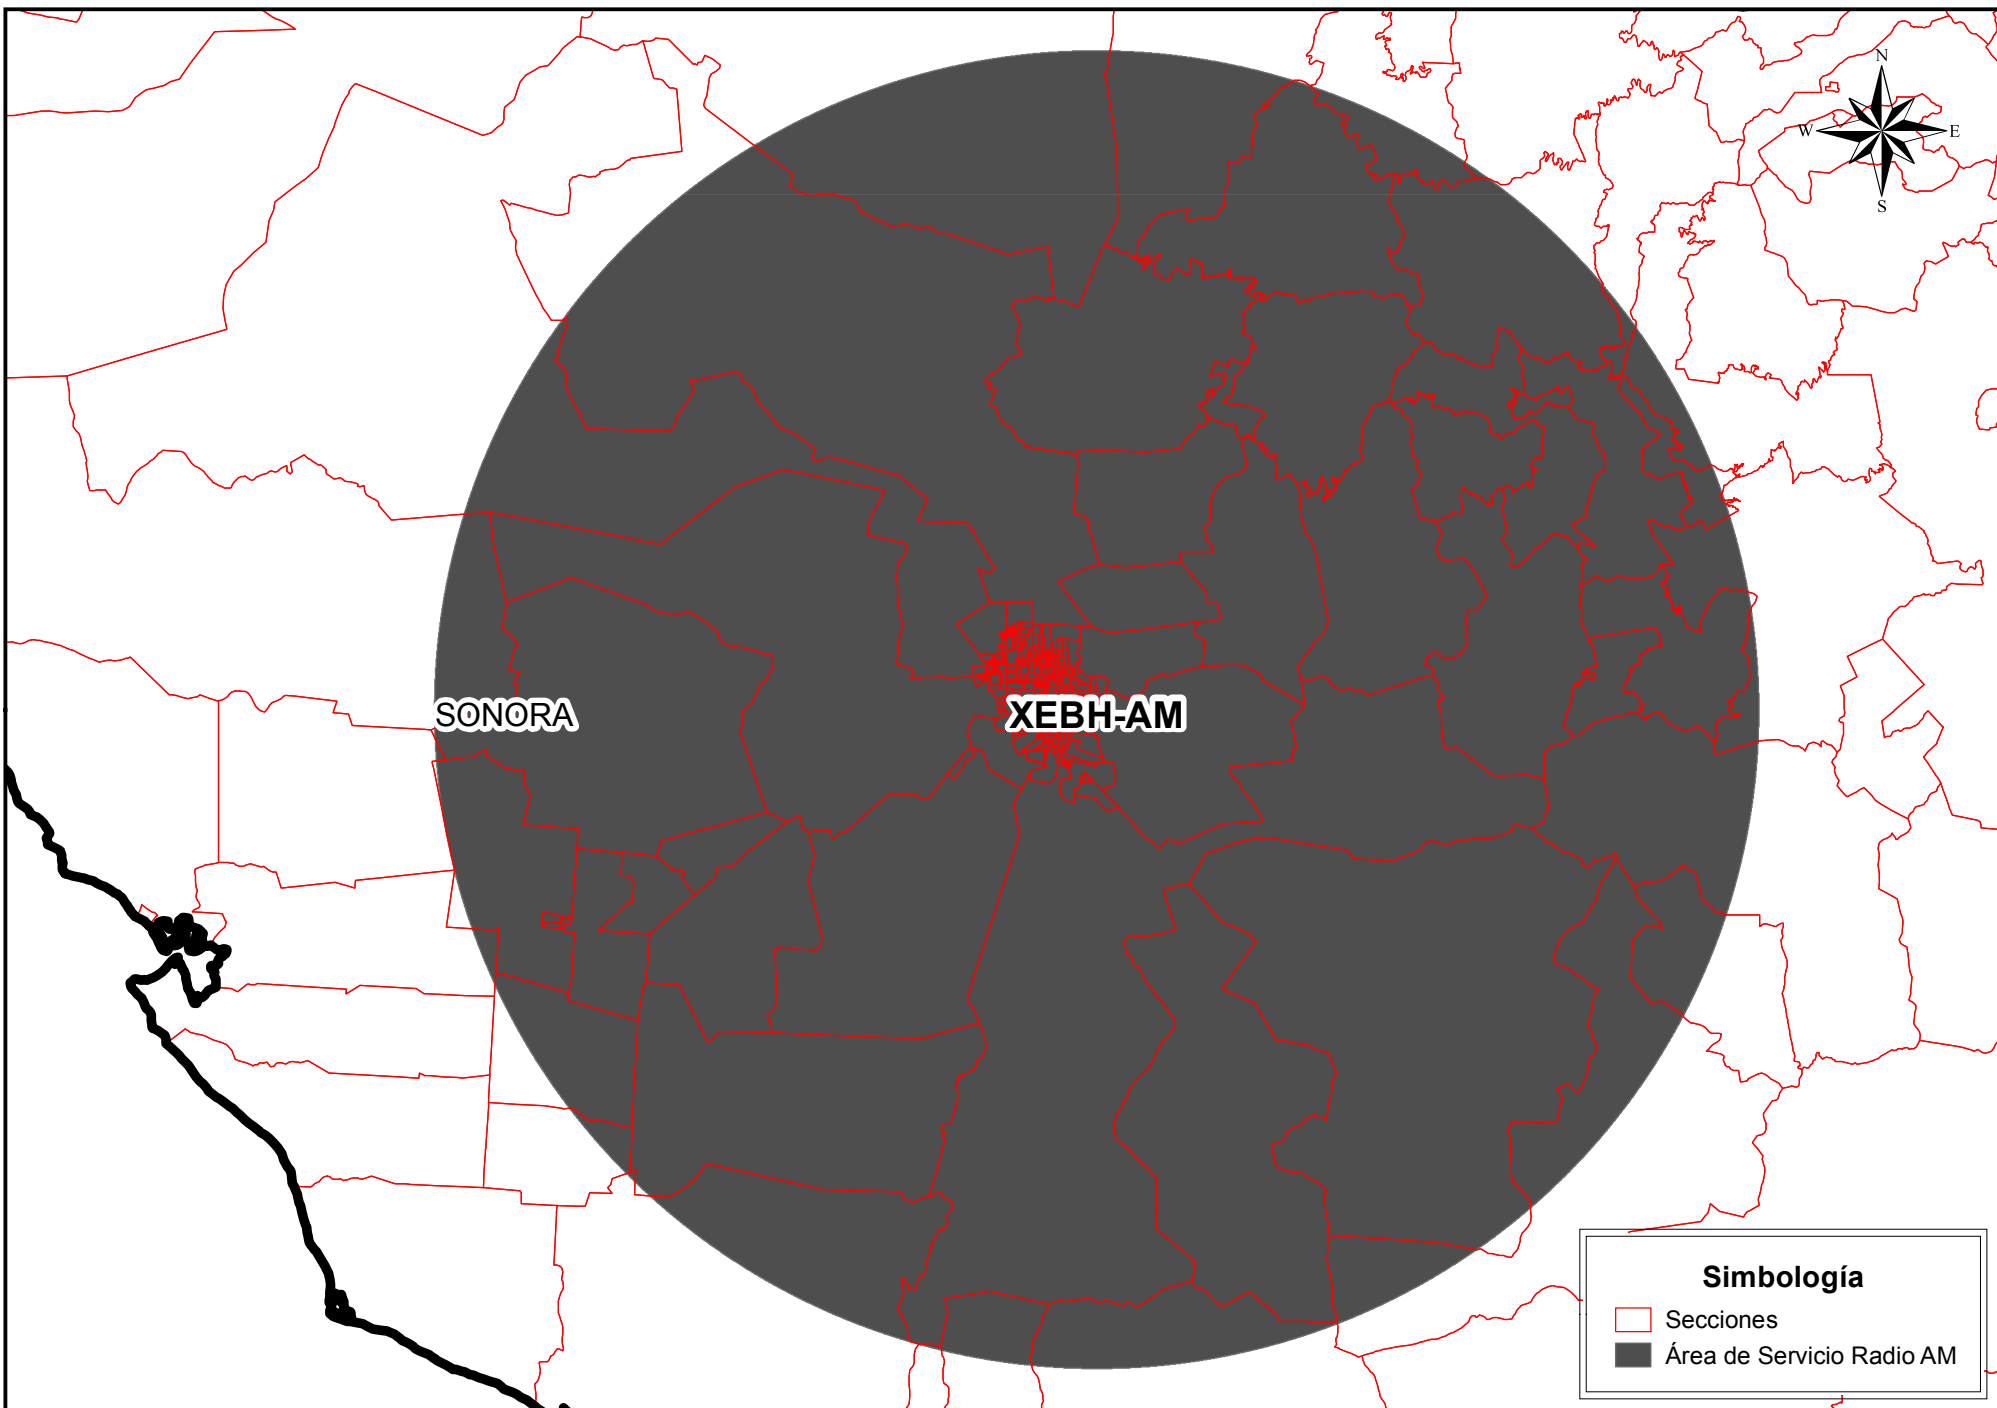 N
W E
S
SONORA
XEBH-AM
Simbología
Secciones
Área de Servicio Radio AM